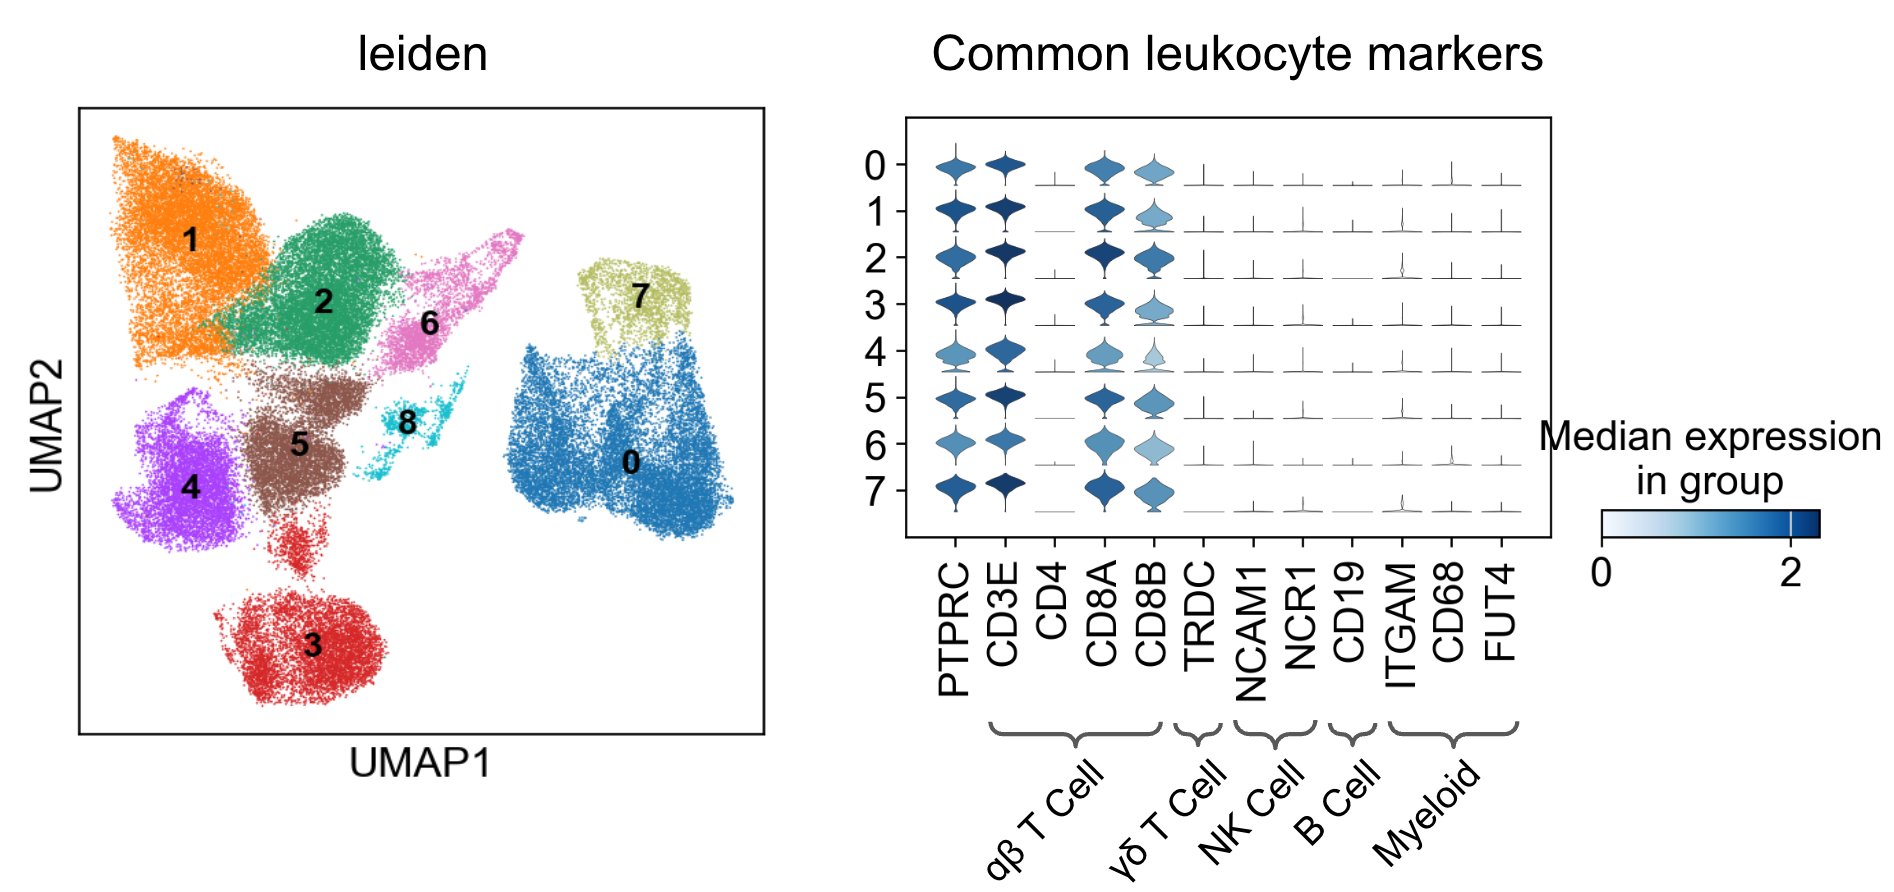 leiden
1
2
6
7
8
5
0
4
3
UMAP2
UMAP1
Common leukocyte markers
0
1
2
3
4
5
6
7
PTPRC
CD3E
CD4
CD8A
CD8B
TRDC
NCAM1
NCR1
CD19
ITGAM
CD68
FUT4
αβ T Cell
γδ T Cell
NK Cell
B Cell
Myeloid
Median expression
in group
0 2